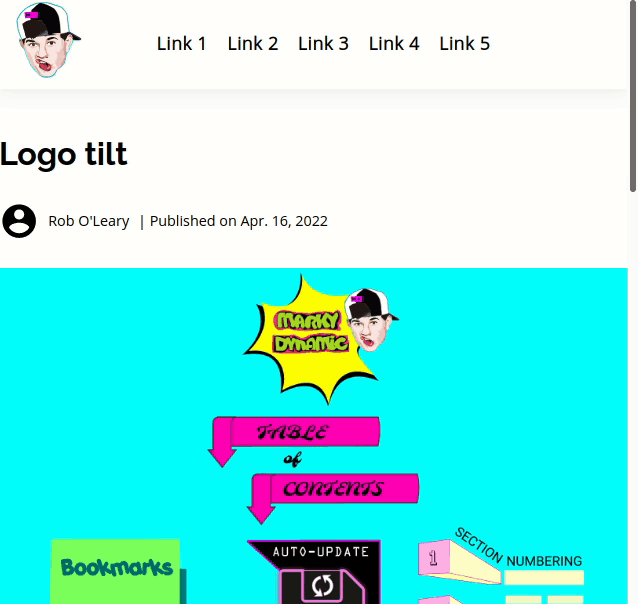 Link 1 Link 2 Link 3 Link 4 Link 5
Logo tilt
Rob O'Leary | Published on Apr. 16, 2022
MARKY
DYNAMIC
TABLE
of
CONTENTS
Bookmarks
AUTO-UPDATE
1 SECTION NUMBERING